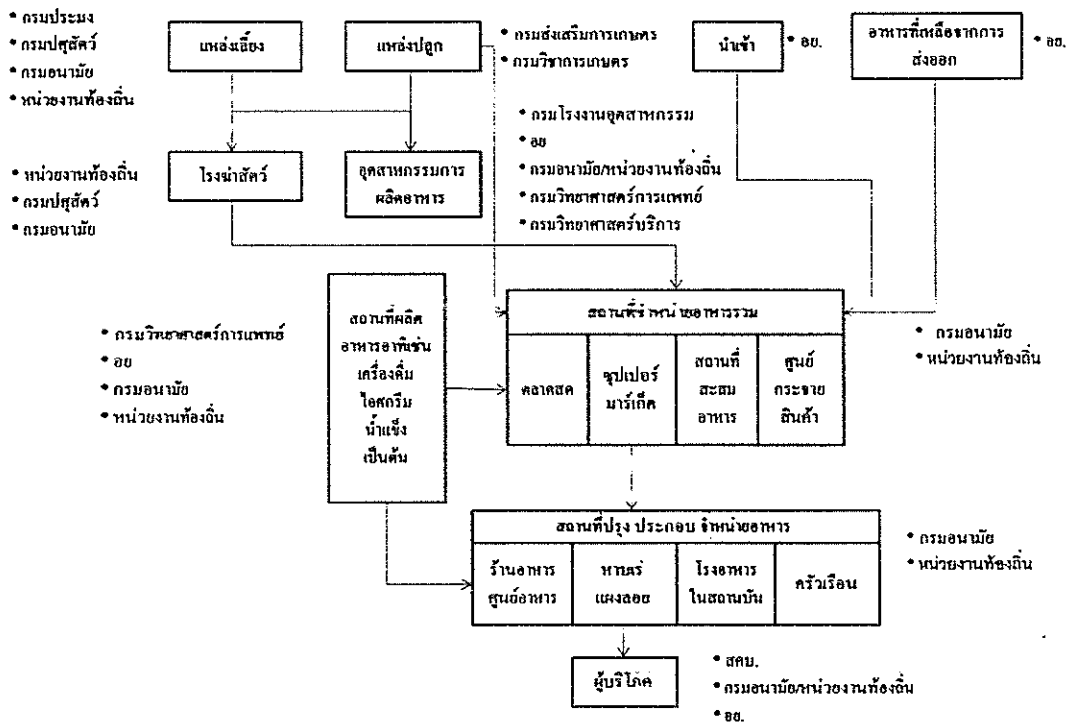 • กรมประมง
• กรมปศุสัตว์
• กรมอนามัย
• หน่วยงานท้องถิ่น
แหล่งเลี้ยง
แหล่งปลูก
• กรมส่งเสริมการเกษตร
• กรมวิชาการเกษตร
นำเข้า
• อย.
อาหารที่เหลือจากการ
ส่งออก
• อย.
• หน่วยงานท้องถิ่น
• กรมปศุสัตว์
• กรมอนามัย
โรงฆ่าสัตว์
อุตสาหกรรมการ
ผลิตอาหาร
• กรมโรงงานอุตสาหกรรม
• อย
• กรมอนามัย/หน่วยงานท้องถิ่น
• กรมวิทยาศาสตร์การแพทย์
• กรมวิทยาศาสตร์บริการ
• กรมวิทยาศาสตร์การแพทย์
• อย
• กรมอนามัย
• หน่วยงานท้องถิ่น
สถานที่ผลิต
อาหารอาทิเช่น
เครื่องดื่ม
ไอศกรีม
น้ำแข็ง
เป็นต้น
สถานที่จำหน่ายอาหารรวม
ตลาดสด
ซุปเปอร์
มาร์เก็ต
สถานที่
สะสม
อาหาร
ศูนย์
กระจาย
สินค้า
• กรมอนามัย
• หน่วยงานท้องถิ่น
สถานที่ปรุง ประกอบ จำหน่ายอาหาร
ร้านอาหาร
ศูนย์อาหาร
หาบเร่
แผงลอย
โรงอาหาร
ในสถาบัน
ครัวเรือน
• กรมอนามัย
• หน่วยงานท้องถิ่น
ผู้บริโภค
• สคบ.
• กรมอนามัย/หน่วยงานท้องถิ่น
• อย.